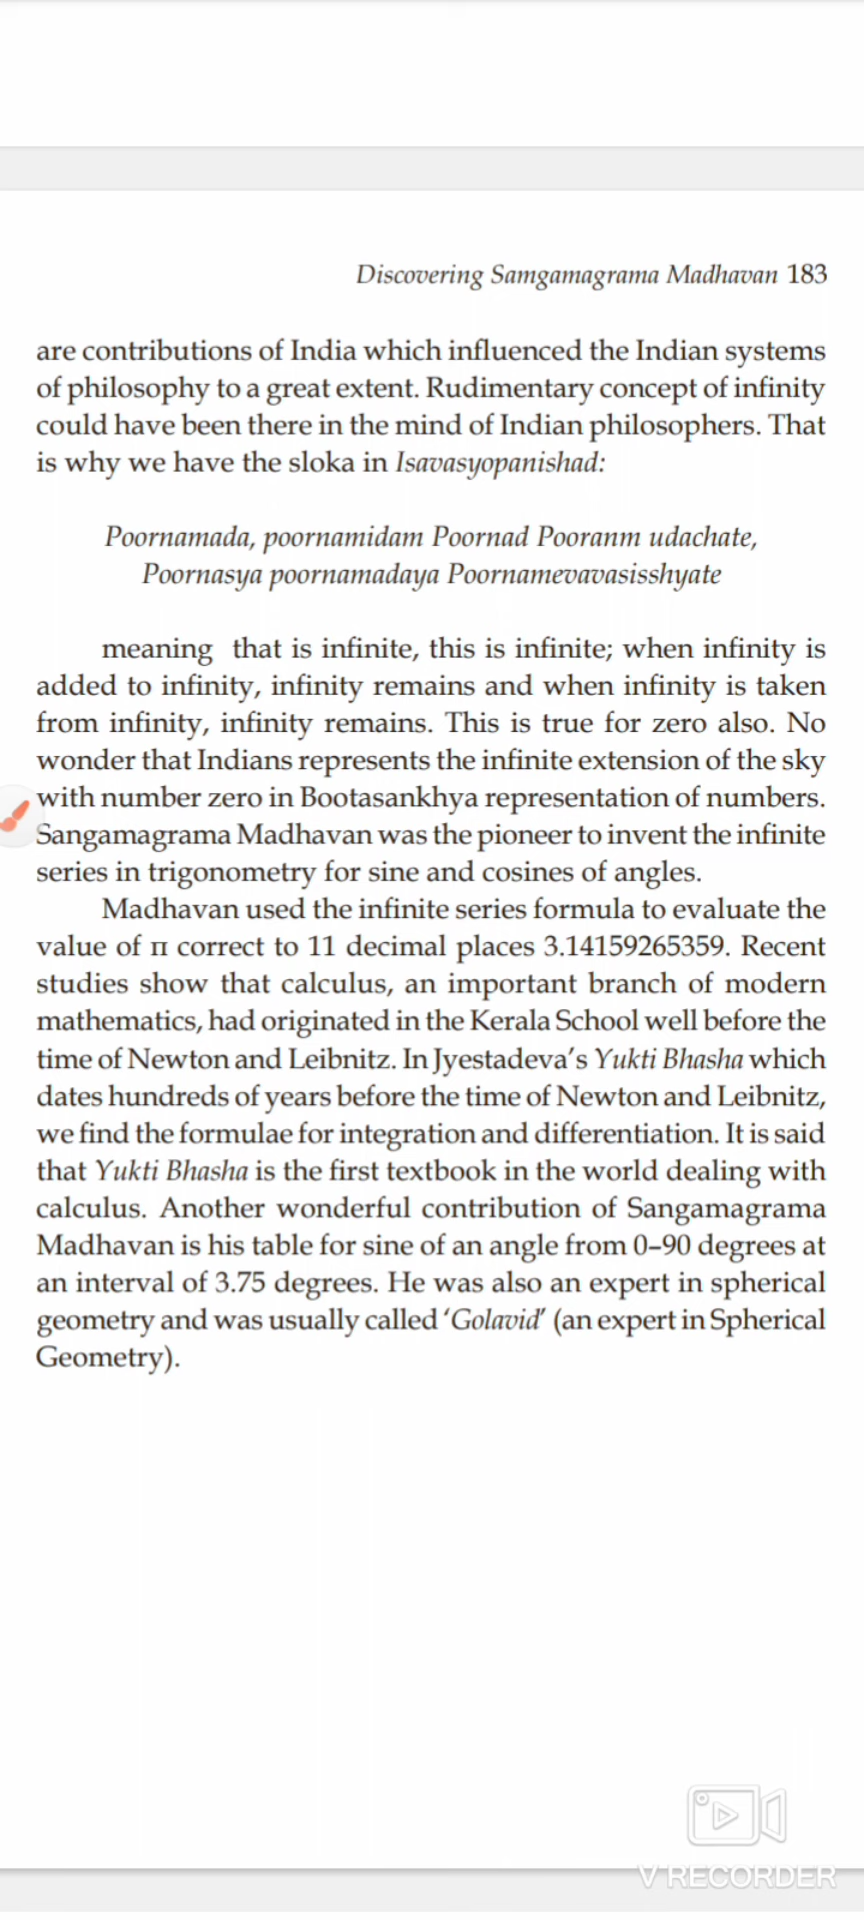 Discovering Samgamagrama Madhavan 183
are contributions of India which influenced the Indian systems
of philosophy to a great extent. Rudimentary concept of infinity
could have been there in the mind of Indian philosophers. That
is why we have the sloka in Isavasyopanishad:
Poornamada, poornamidam Poornad Pooranm udachate,
Poornasya poornamadaya Poornamevavasisshyate
meaning that is infinite, this is infinite; when infinity is
added to infinity, infinity remains and when infinity is taken
from infinity, infinity remains. This is true for zero also. No
wonder that Indians represents the infinite extension of the sky
with number zero in Bootasankhya representation of numbers.
Sangamagrama Madhavan was the pioneer to invent the infinite
series in trigonometry for sine and cosines of angles.
Madhavan used the infinite series formula to evaluate the
value of π correct to 11 decimal places 3.14159265359. Recent
studies show that calculus, an important branch of modern
mathematics, had originated in the Kerala School well before the
time of Newton and Leibnitz. In Jyestadeva's Yukti Bhasha which
dates hundreds of years before the time of Newton and Leibnitz,
we find the formulae for integration and differentiation. It is said
that Yukti Bhasha is the first textbook in the world dealing with
calculus. Another wonderful contribution of Sangamagrama
Madhavan is his table for sine of an angle from 0–90 degrees at
an interval of 3.75 degrees. He was also an expert in spherical
geometry and was usually called 'Golavid' (an expert in Spherical
Geometry).
V RECORDER